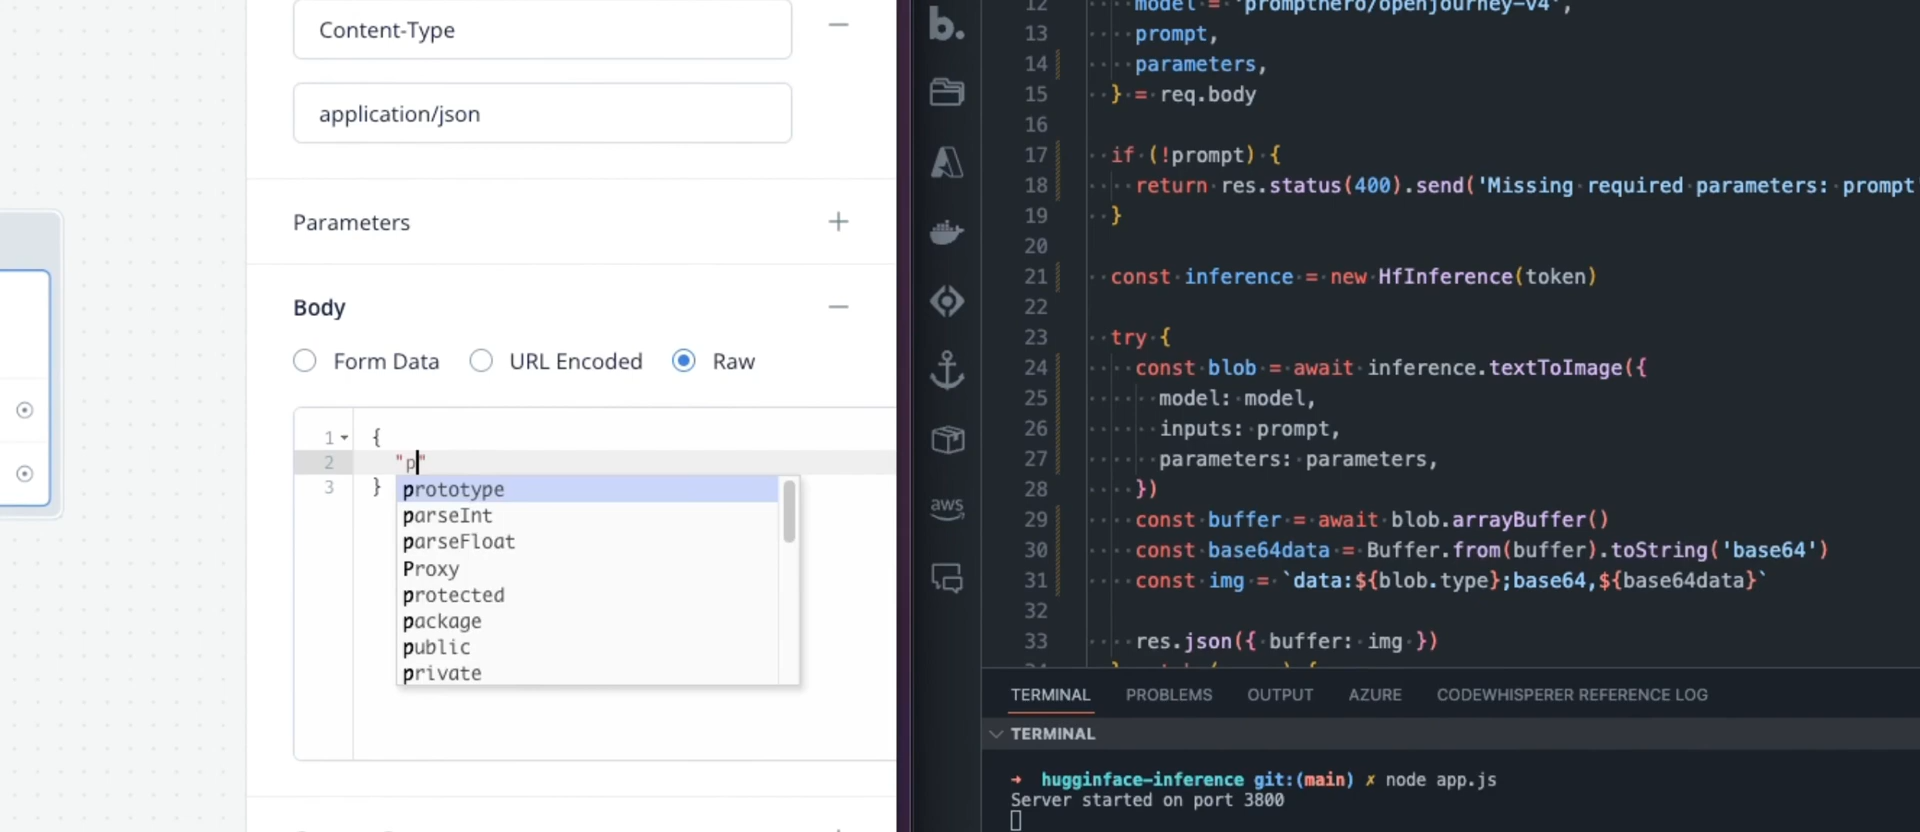 Content-Type
application/json
Parameters
Body
Form Data
URL Encoded
Raw
1
{
2
"p"
3
}
prototype
parseInt
parseFloat
Proxy
protected
package
public
private
b.
aws
12 model = 'prompthero/openjourney-v4',
13 prompt,
14 parameters,
15 } = req.body
16
17 if (!prompt) {
18 return res.status(400).send('Missing required parameters: prompt'
19 }
20
21 const inference = new HfInference(token)
22
23 try {
24 const blob = await inference.textToImage({
25 model: model,
26 inputs: prompt,
27 parameters: parameters,
28 })
29 const buffer = await blob.arrayBuffer()
30 const base64data = Buffer.from(buffer).toString('base64')
31 const img = `data:${blob.type};base64,${base64data}`
32
33 res.json({ buffer: img })
TERMINAL
PROBLEMS
OUTPUT
AZURE
CODEWHISPERER REFERENCE LOG
TERMINAL
→ hugginface-inference git:(main) ✗ node app.js
Server started on port 3800